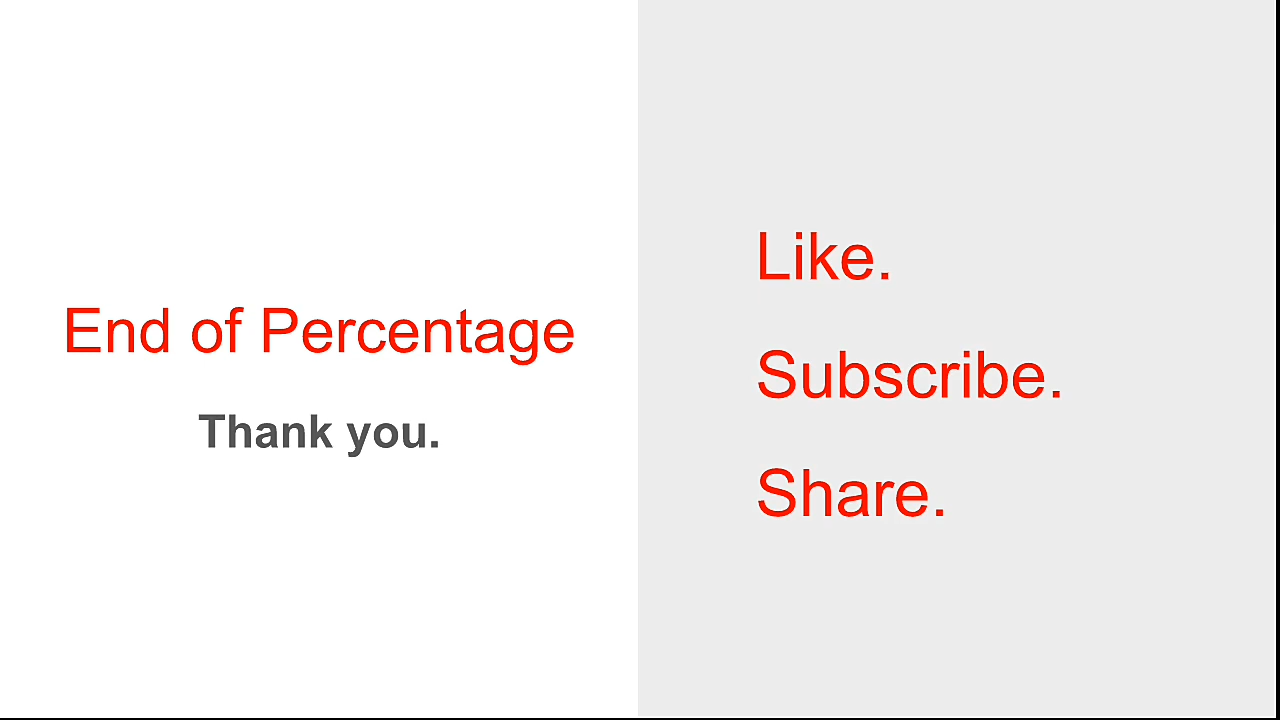 End of Percentage
Thank you.
Like.
Subscribe.
Share.